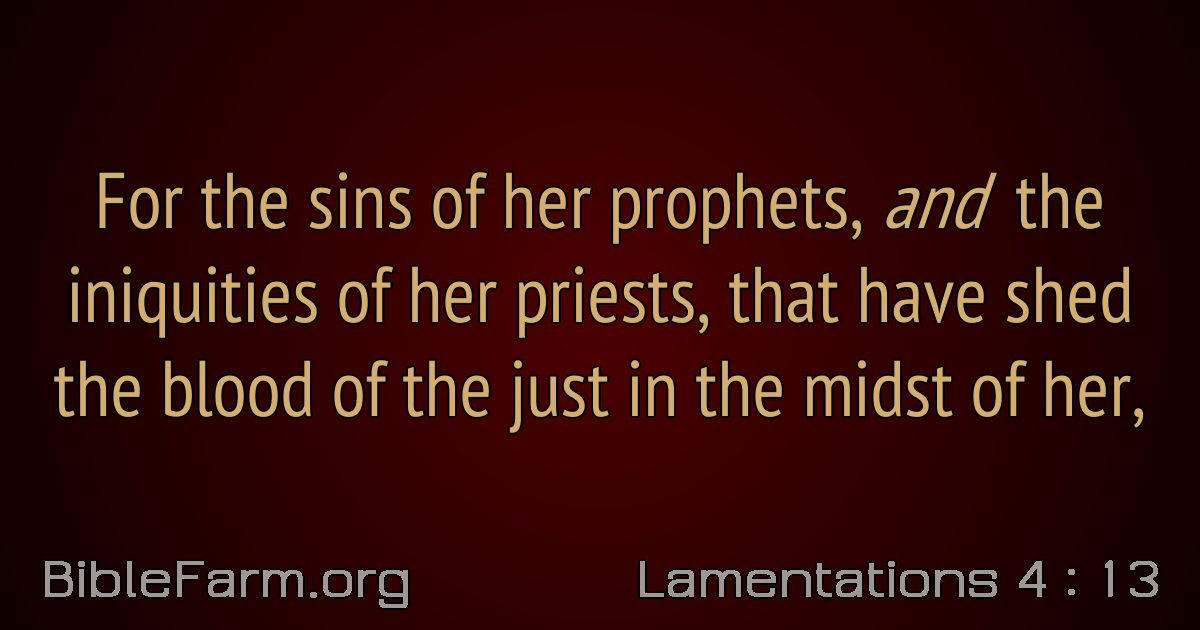 For the sins of her prophets, and the
iniquities of her priests, that have shed
the blood of the just in the midst of her,
BibleFarm.org
Lamentations 4 : 13